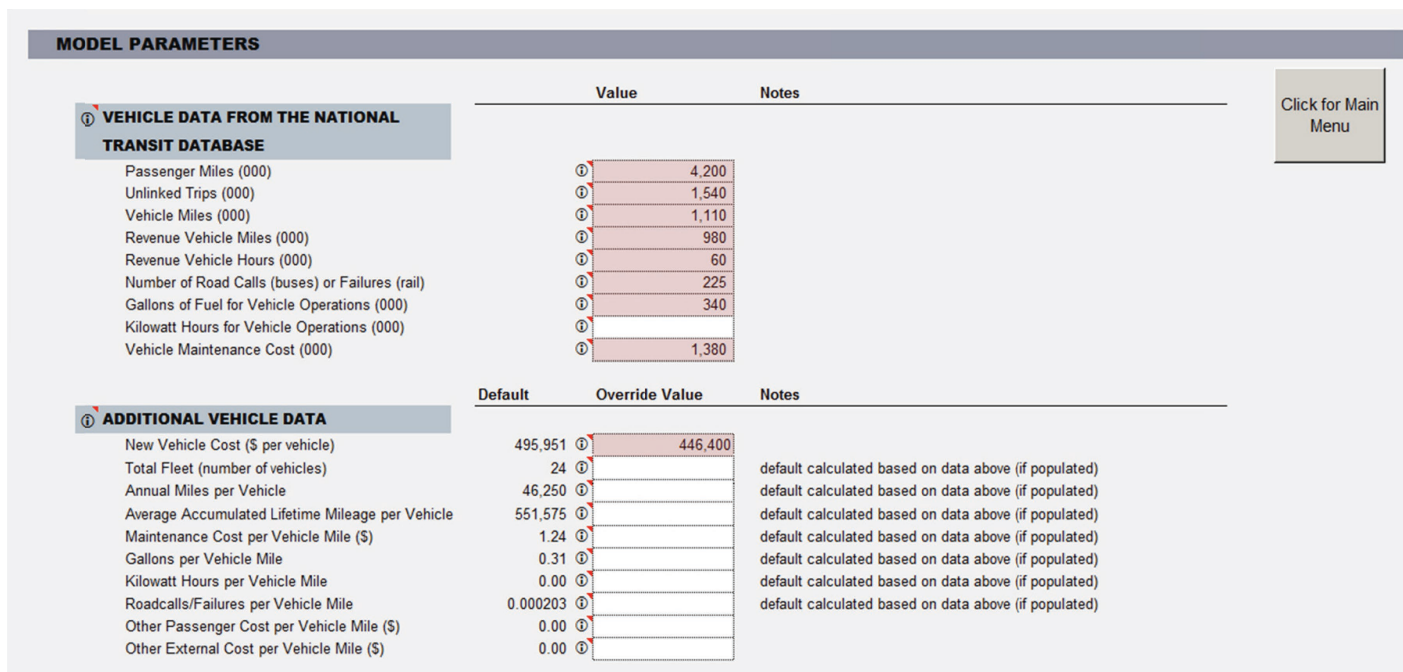 MODEL PARAMETERS
Value Notes
Click for Main
Menu
VEHICLE DATA FROM THE NATIONAL
TRANSIT DATABASE
Passenger Miles (000) 4,200
Unlinked Trips (000) 1,540
Vehicle Miles (000) 1,110
Revenue Vehicle Miles (000) 980
Revenue Vehicle Hours (000) 60
Number of Road Calls (buses) or Failures (rail) 225
Gallons of Fuel for Vehicle Operations (000) 340
Kilowatt Hours for Vehicle Operations (000)
Vehicle Maintenance Cost (000) 1,380
Default Override Value Notes
ADDITIONAL VEHICLE DATA
New Vehicle Cost ($ per vehicle) 495,951 446,400
Total Fleet (number of vehicles) 24 default calculated based on data above (if populated)
Annual Miles per Vehicle 46,250 default calculated based on data above (if populated)
Average Accumulated Lifetime Mileage per Vehicle 551,575 default calculated based on data above (if populated)
Maintenance Cost per Vehicle Mile ($) 1.24 default calculated based on data above (if populated)
Gallons per Vehicle Mile 0.31 default calculated based on data above (if populated)
Kilowatt Hours per Vehicle Mile 0.00 default calculated based on data above (if populated)
Roadcalls/Failures per Vehicle Mile 0.000203 default calculated based on data above (if populated)
Other Passenger Cost per Vehicle Mile ($) 0.00
Other External Cost per Vehicle Mile ($) 0.00